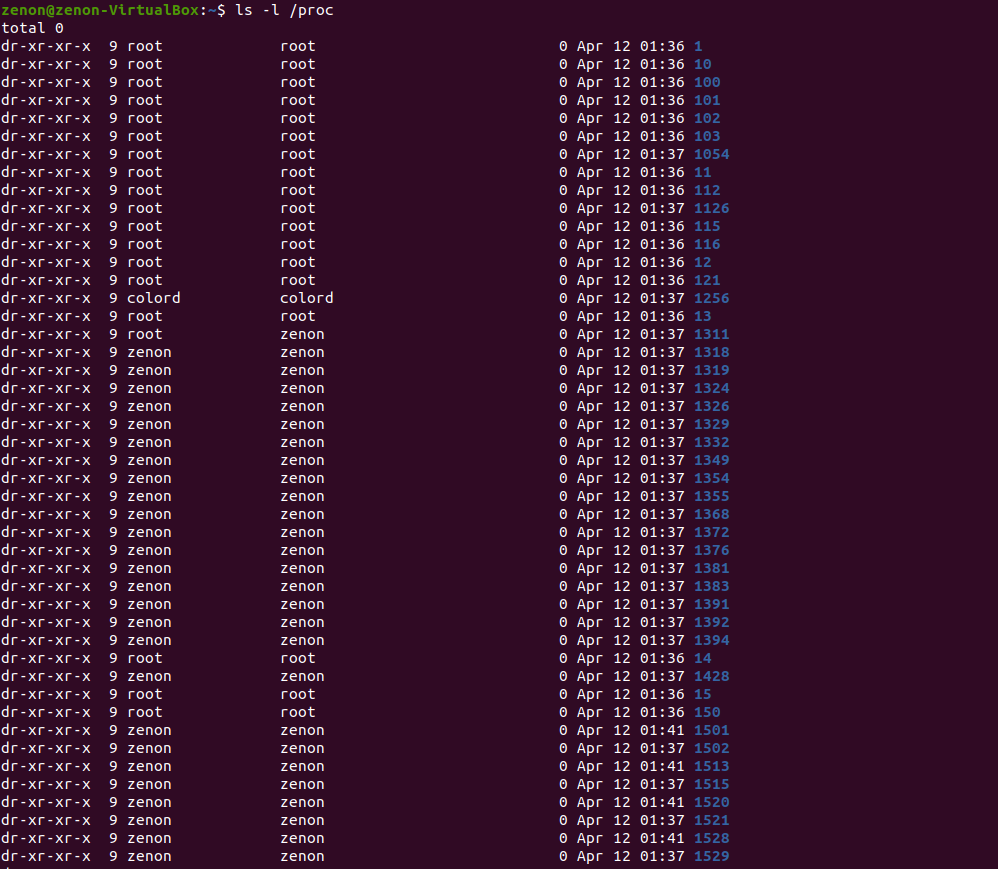 zenon@zenon-VirtualBox:~$ ls -l /proc
total 0
dr-xr-xr-x  9 root             root                           0 Apr 12 01:36 1
dr-xr-xr-x  9 root             root                           0 Apr 12 01:36 10
dr-xr-xr-x  9 root             root                           0 Apr 12 01:36 100
dr-xr-xr-x  9 root             root                           0 Apr 12 01:36 101
dr-xr-xr-x  9 root             root                           0 Apr 12 01:36 102
dr-xr-xr-x  9 root             root                           0 Apr 12 01:36 103
dr-xr-xr-x  9 root             root                           0 Apr 12 01:37 1054
dr-xr-xr-x  9 root             root                           0 Apr 12 01:36 11
dr-xr-xr-x  9 root             root                           0 Apr 12 01:36 112
dr-xr-xr-x  9 root             root                           0 Apr 12 01:37 1126
dr-xr-xr-x  9 root             root                           0 Apr 12 01:36 115
dr-xr-xr-x  9 root             root                           0 Apr 12 01:36 116
dr-xr-xr-x  9 root             root                           0 Apr 12 01:36 12
dr-xr-xr-x  9 root             root                           0 Apr 12 01:36 121
dr-xr-xr-x  9 colord           colord                         0 Apr 12 01:37 1256
dr-xr-xr-x  9 root             root                           0 Apr 12 01:36 13
dr-xr-xr-x  9 root             zenon                          0 Apr 12 01:37 1311
dr-xr-xr-x  9 zenon            zenon                          0 Apr 12 01:37 1318
dr-xr-xr-x  9 zenon            zenon                          0 Apr 12 01:37 1319
dr-xr-xr-x  9 zenon            zenon                          0 Apr 12 01:37 1324
dr-xr-xr-x  9 zenon            zenon                          0 Apr 12 01:37 1326
dr-xr-xr-x  9 zenon            zenon                          0 Apr 12 01:37 1329
dr-xr-xr-x  9 zenon            zenon                          0 Apr 12 01:37 1332
dr-xr-xr-x  9 zenon            zenon                          0 Apr 12 01:37 1349
dr-xr-xr-x  9 zenon            zenon                          0 Apr 12 01:37 1354
dr-xr-xr-x  9 zenon            zenon                          0 Apr 12 01:37 1355
dr-xr-xr-x  9 zenon            zenon                          0 Apr 12 01:37 1368
dr-xr-xr-x  9 zenon            zenon                          0 Apr 12 01:37 1372
dr-xr-xr-x  9 zenon            zenon                          0 Apr 12 01:37 1376
dr-xr-xr-x  9 zenon            zenon                          0 Apr 12 01:37 1381
dr-xr-xr-x  9 zenon            zenon                          0 Apr 12 01:37 1383
dr-xr-xr-x  9 zenon            zenon                          0 Apr 12 01:37 1391
dr-xr-xr-x  9 zenon            zenon                          0 Apr 12 01:37 1392
dr-xr-xr-x  9 zenon            zenon                          0 Apr 12 01:37 1394
dr-xr-xr-x  9 root             root                           0 Apr 12 01:36 14
dr-xr-xr-x  9 zenon            zenon                          0 Apr 12 01:37 1428
dr-xr-xr-x  9 root             root                           0 Apr 12 01:36 15
dr-xr-xr-x  9 root             root                           0 Apr 12 01:36 150
dr-xr-xr-x  9 zenon            zenon                          0 Apr 12 01:41 1501
dr-xr-xr-x  9 zenon            zenon                          0 Apr 12 01:37 1502
dr-xr-xr-x  9 zenon            zenon                          0 Apr 12 01:41 1513
dr-xr-xr-x  9 zenon            zenon                          0 Apr 12 01:37 1515
dr-xr-xr-x  9 zenon            zenon                          0 Apr 12 01:41 1520
dr-xr-xr-x  9 zenon            zenon                          0 Apr 12 01:37 1521
dr-xr-xr-x  9 zenon            zenon                          0 Apr 12 01:41 1528
dr-xr-xr-x  9 zenon            zenon                          0 Apr 12 01:37 1529